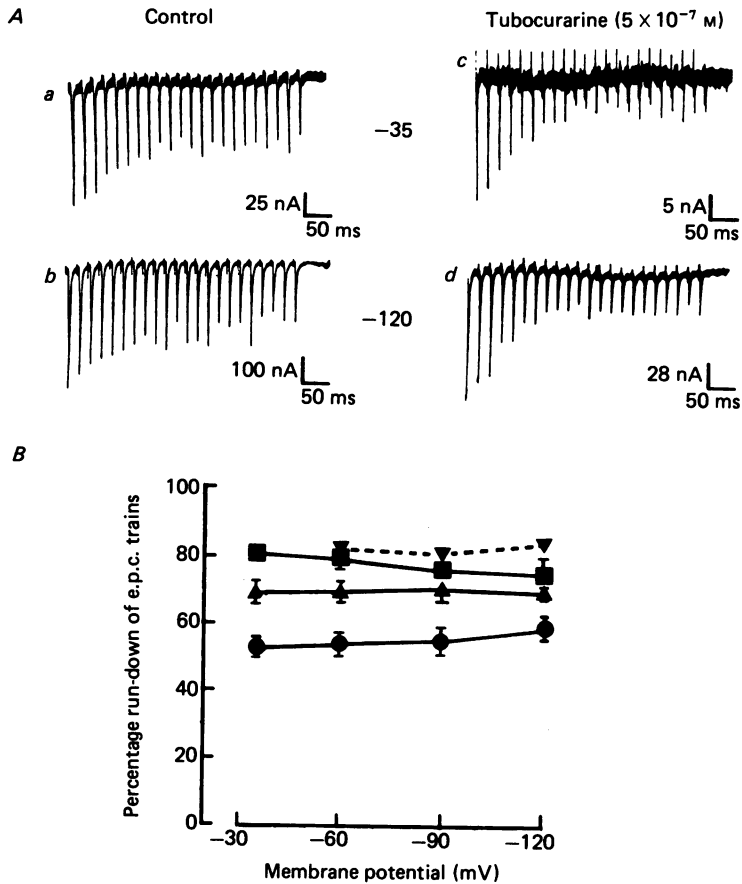 A
Control
Tubocurarine (5 × 10⁻⁷ M)
a
c
−35
25 nA
50 ms
5 nA
50 ms
b
d
−120
100 nA
50 ms
28 nA
50 ms
B
Percentage run-down of e.p.c. trains
100
80
60
40
20
0
−30
−60
−90
−120
Membrane potential (mV)